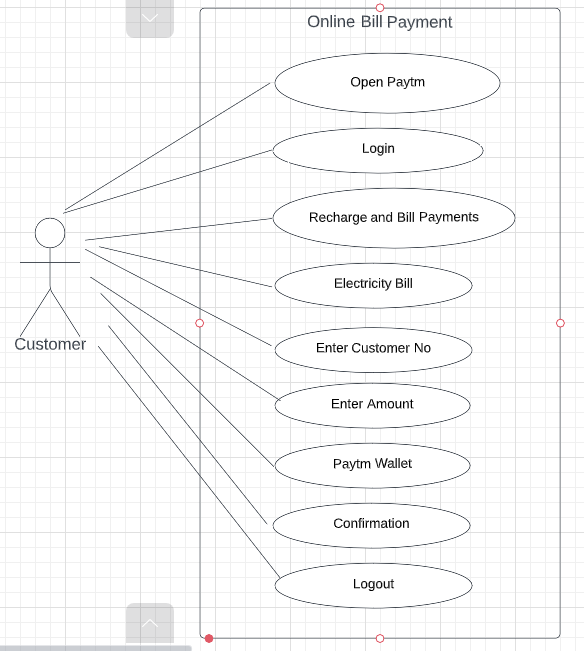 Online Bill Payment
Open Paytm
Login
Recharge and Bill Payments
Electricity Bill
Customer
Enter Customer No
Enter Amount
Paytm Wallet
Confirmation
Logout